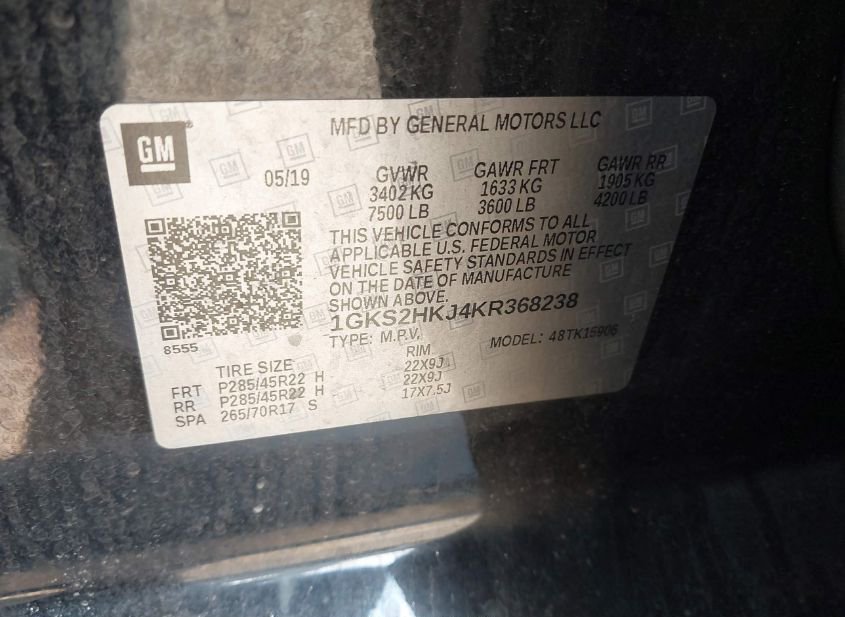 GM
MFD BY GENERAL MOTORS LLC
05/19
GVWR GAWR FRT GAWR RR
3402 KG 1633 KG 1905 KG
7500 LB 3600 LB 4200 LB
THIS VEHICLE CONFORMS TO ALL
APPLICABLE U.S. FEDERAL MOTOR
VEHICLE SAFETY STANDARDS IN EFFECT
ON THE DATE OF MANUFACTURE
SHOWN ABOVE.
1GKS2HKJ4KR368238
8555
TYPE: M.P.V. MODEL: 48TK15906
TIRE SIZE RIM
FRT P285/45R22 H 22X9J
RR P285/45R22 H 22X9J
SPA 265/70R17 S 17X7.5J